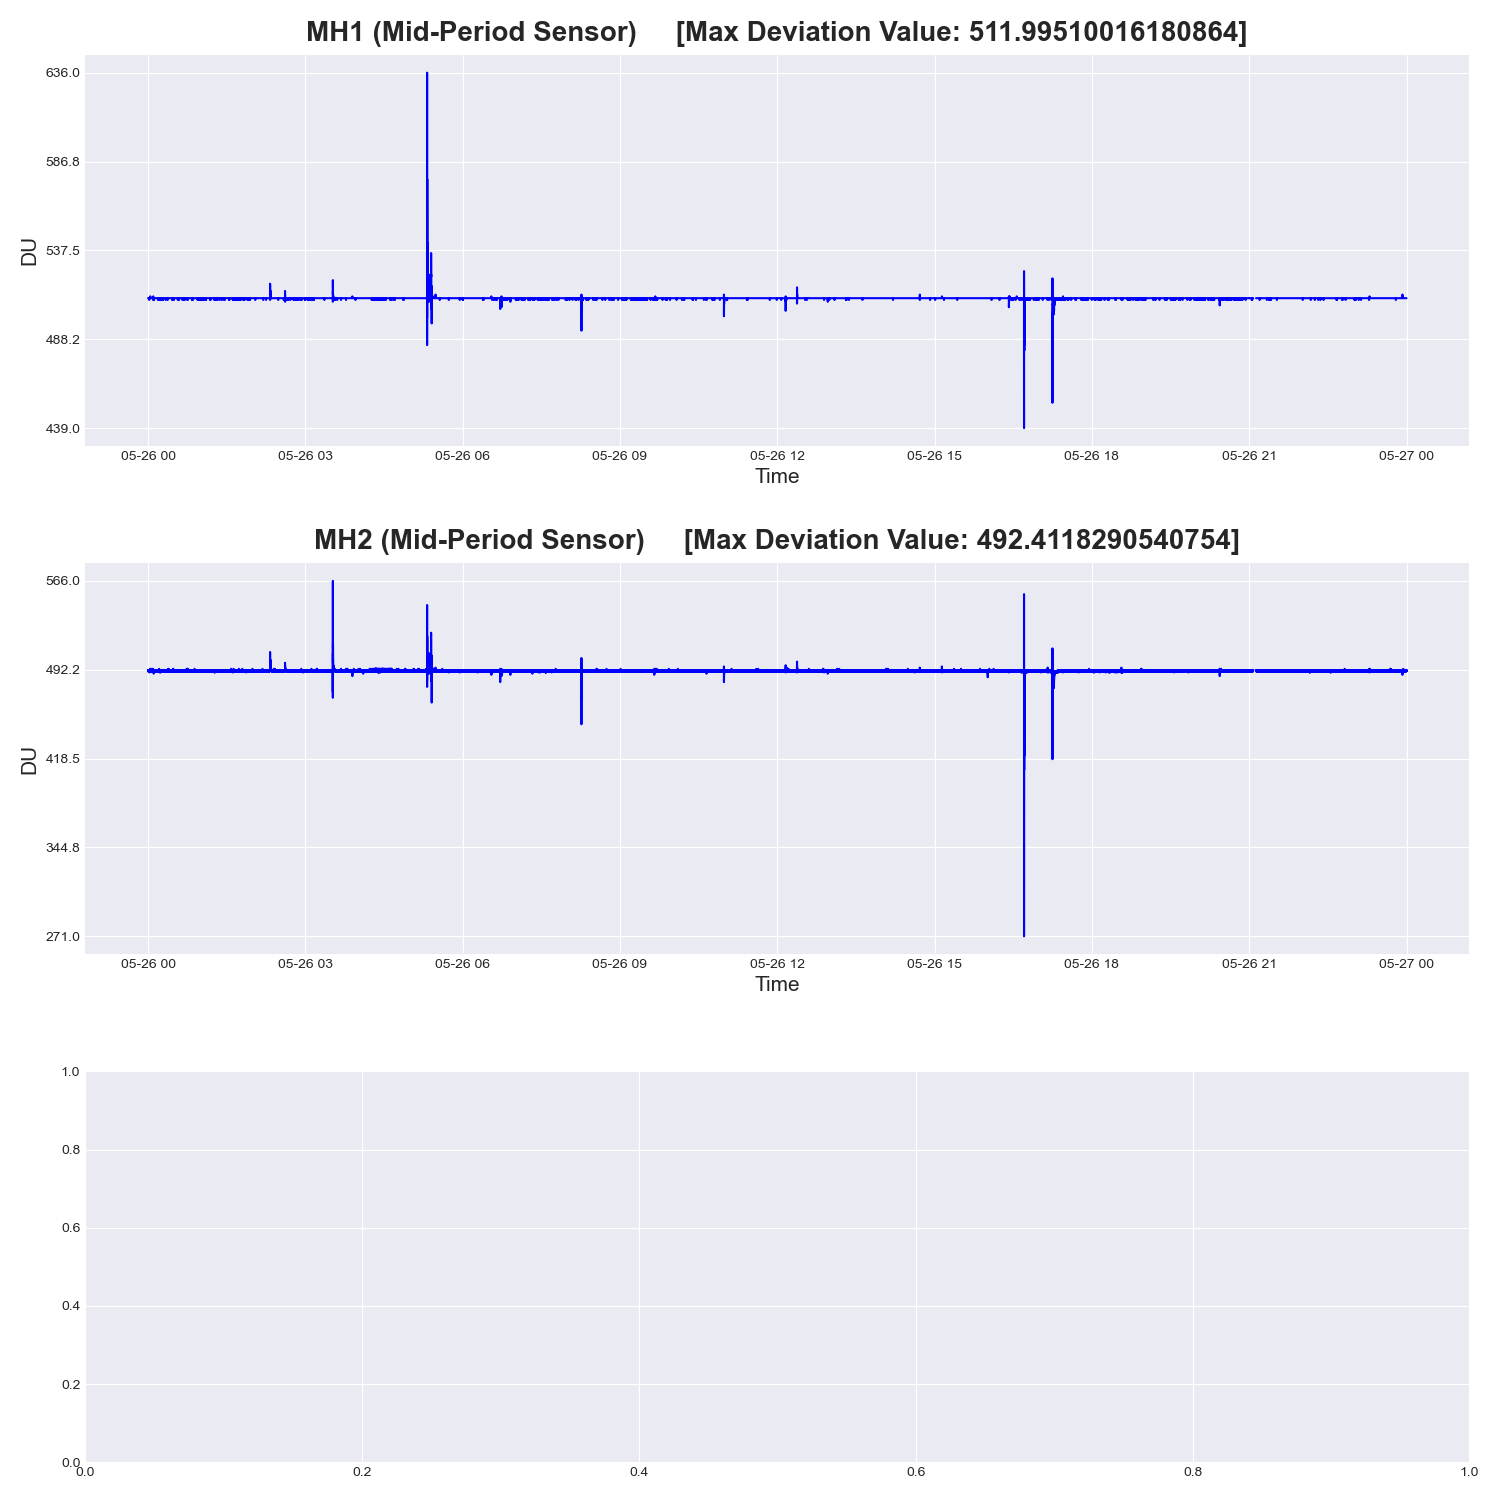 MH1 (Mid-Period Sensor) [Max Deviation Value: 511.99510016180864]
636.0
586.8
537.5
488.2
439.0
DU
05-26 00 05-26 03 05-26 06 05-26 09 05-26 12 05-26 15 05-26 18 05-26 21 05-27 00
Time
MH2 (Mid-Period Sensor) [Max Deviation Value: 492.4118290540754]
566.0
492.2
418.5
344.8
271.0
DU
05-26 00 05-26 03 05-26 06 05-26 09 05-26 12 05-26 15 05-26 18 05-26 21 05-27 00
Time
1.0
0.8
0.6
0.4
0.2
0.0
0.0 0.2 0.4 0.6 0.8 1.0